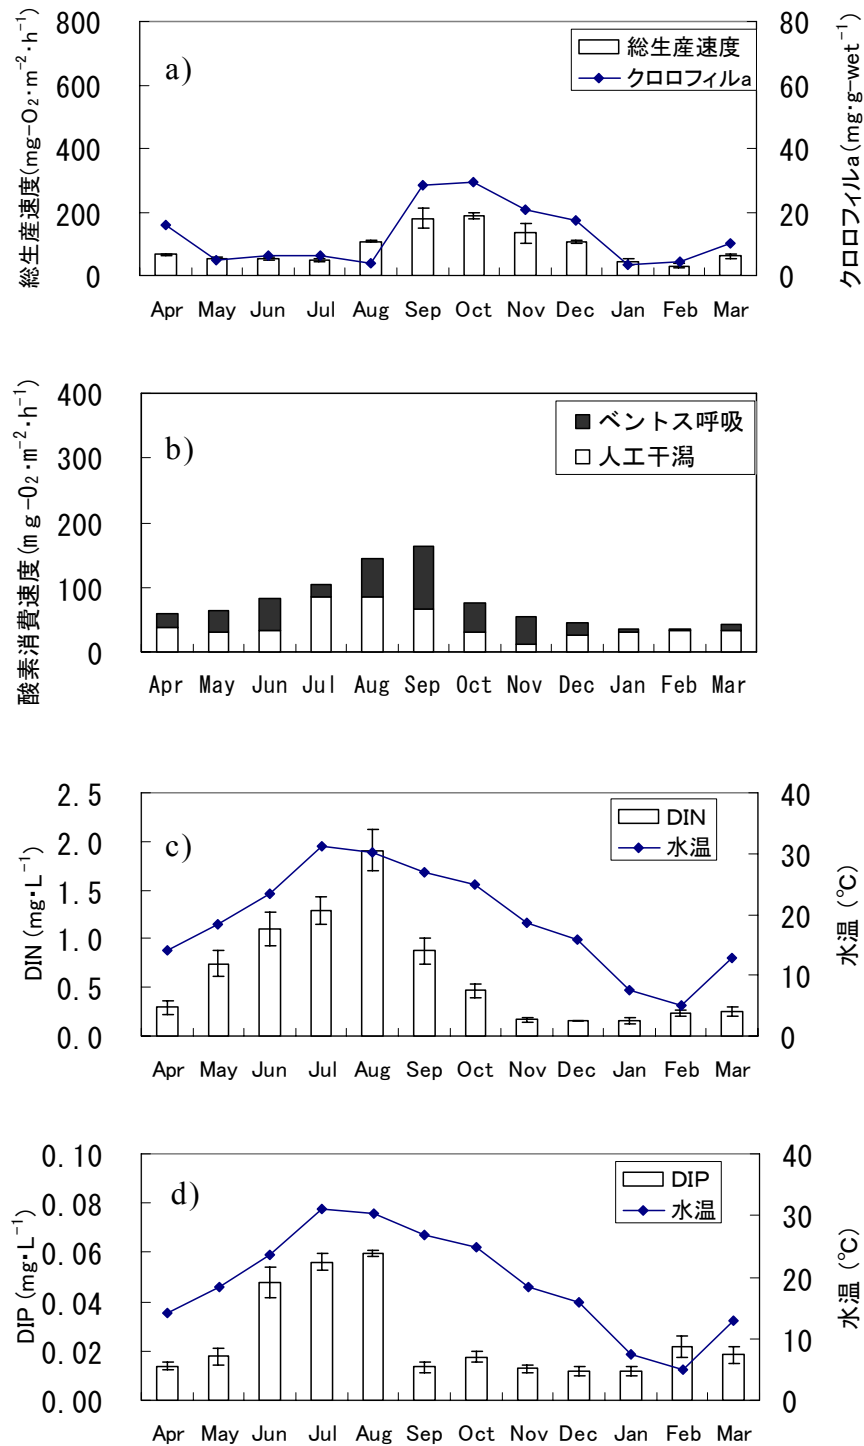 a)
総生産速度(mg-O₂·m⁻²·h⁻¹)
800
600
400
200
0
総生産速度
クロロフィルa
80
60
40
20
0
クロロフィルa(mg·g-wet⁻¹)
Apr May Jun Jul Aug Sep Oct Nov Dec Jan Feb Mar
b)
酸素消費速度(mg-O₂·m⁻²·h⁻¹)
400
300
200
100
0
ベントス呼吸
人工干潟
Apr May Jun Jul Aug Sep Oct Nov Dec Jan Feb Mar
c)
DIN(mg·L⁻¹)
2.5
2.0
1.5
1.0
0.5
0.0
DIN
水温
40
30
20
10
0
水温(℃)
Apr May Jun Jul Aug Sep Oct Nov Dec Jan Feb Mar
d)
DIP(mg·L⁻¹)
0.10
0.08
0.06
0.04
0.02
0.00
DIP
水温
40
30
20
10
0
水温(℃)
Apr May Jun Jul Aug Sep Oct Nov Dec Jan Feb Mar